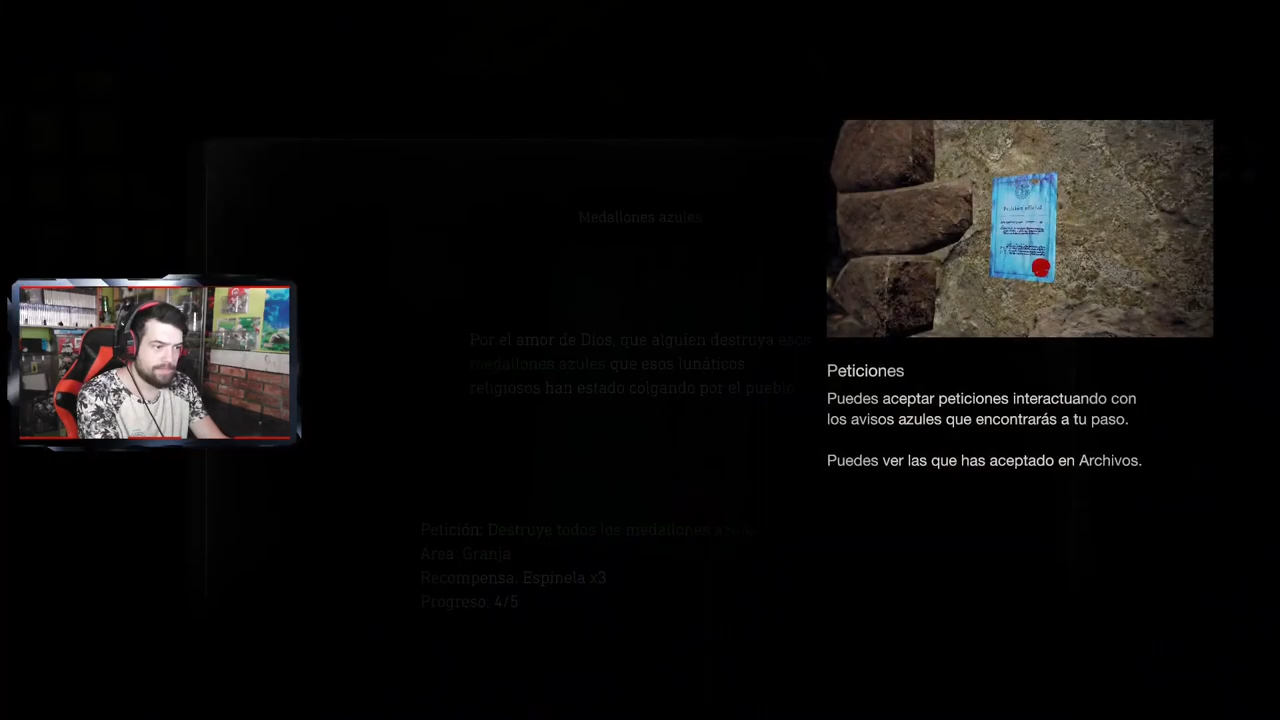 Medallones azules
Por el amor de Dios, que alguien destruya esos
medallones azules que esos lunáticos
religiosos han estado colgando por el pueblo
Petición: Destruye todos los medallones
Área: Granja
Recompensa: Espinela x3
Progreso: 4/5
Petición oficial
Peticiones
Puedes aceptar peticiones interactuando con
los avisos azules que encontrarás a tu paso.
Puedes ver las que has aceptado en Archivos.